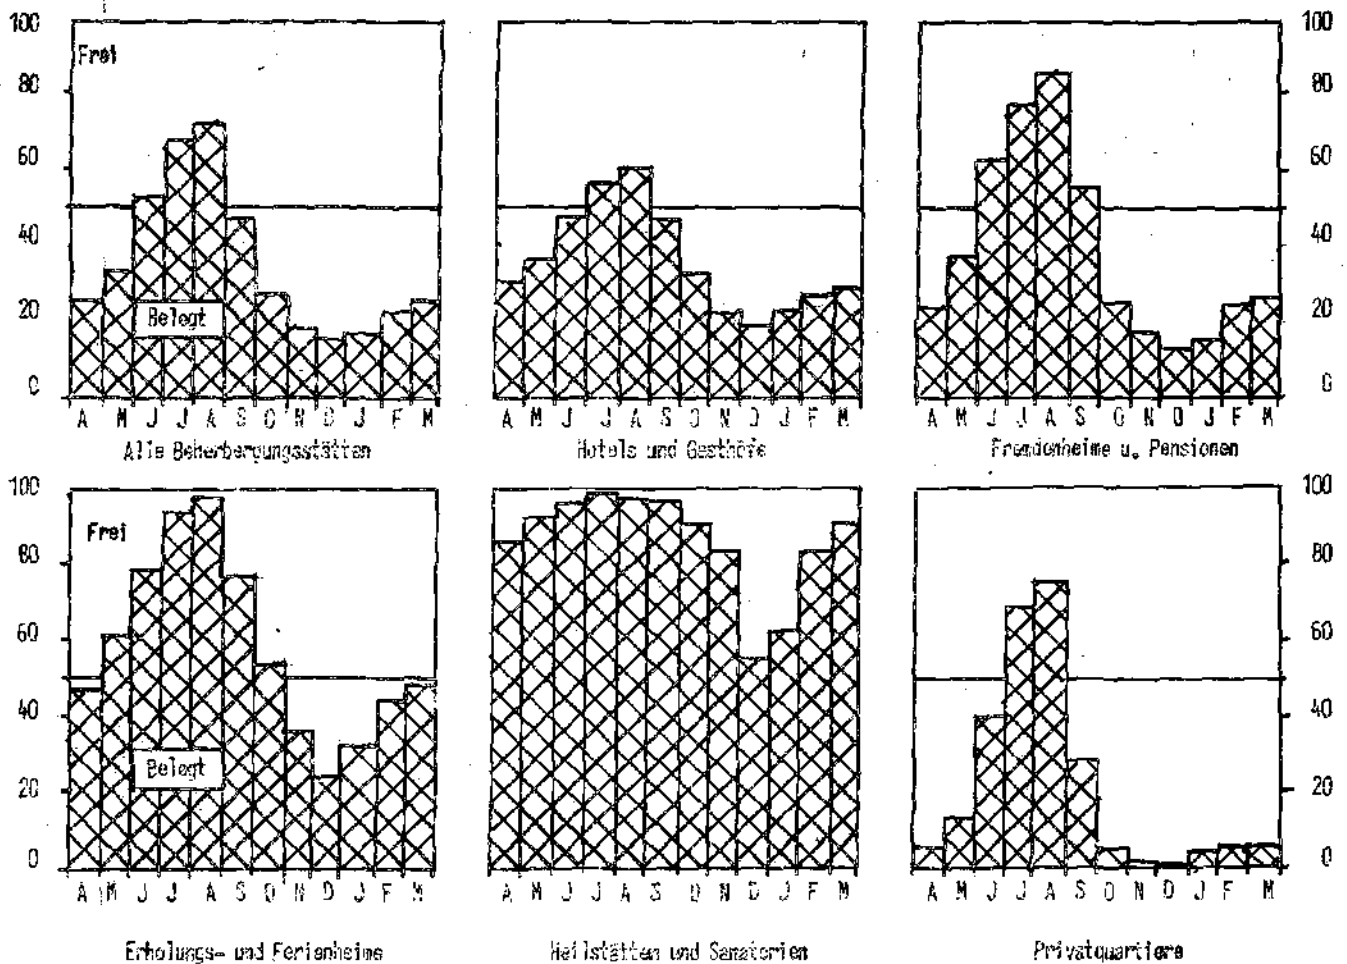 100 100 100
Frei
80 80
60 60
40 40
20 20
Belegt
0 0
A M J J A S O N D J F M A M J J A S O N D J F M A M J J A S O N D J F M
Alle Beherbergungsstätten Hotels und Gasthöfe Fremdenheime u. Pensionen
100 100
Frei
80 80
60 60
40 40
Belegt
20 20
0 0
A M J J A S O N D J F M A M J J A S O N D J F M A M J J A S O N D J F M
Erholungs- und Ferienheime Heilstätten und Sanatorien Privatquartiere